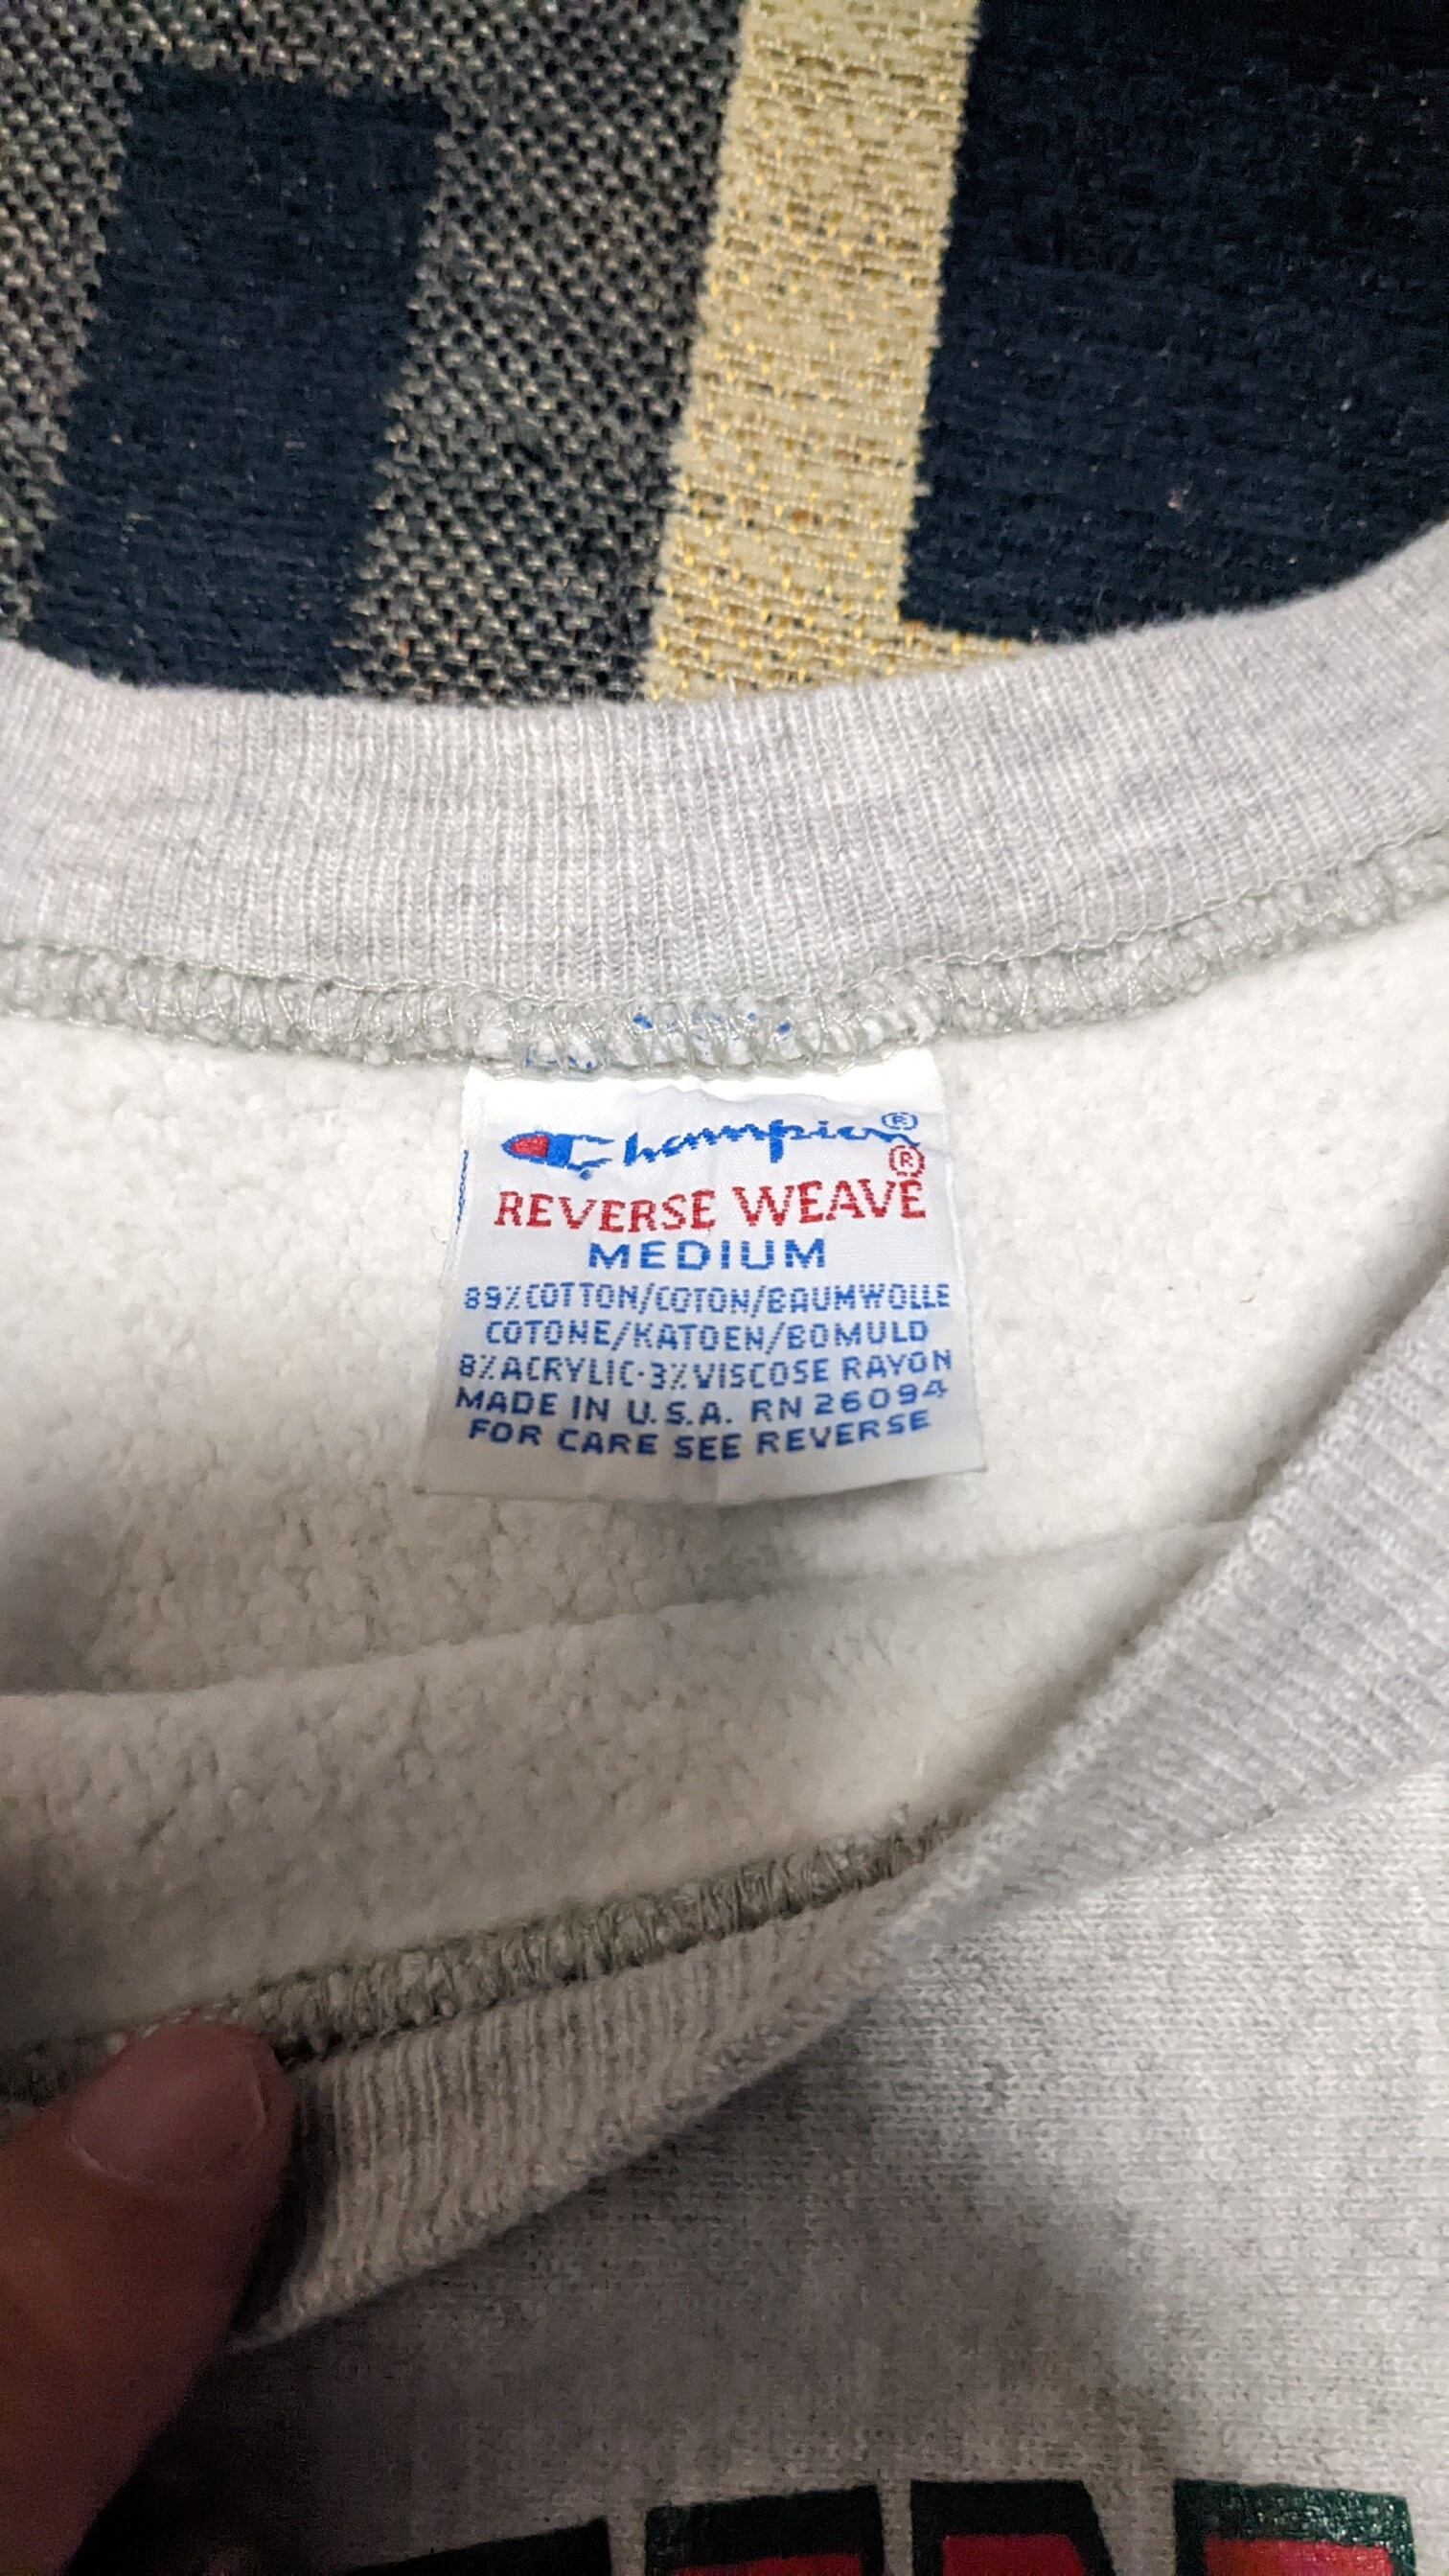 Champion®
REVERSE WEAVE®
MEDIUM
89% COTTON/COTON/BAUMWOLLE
COTONE/KATOEN/BOMULD
8% ACRYLIC·3% VISCOSE RAYON
MADE IN U.S.A. RN 26094
FOR CARE SEE REVERSE